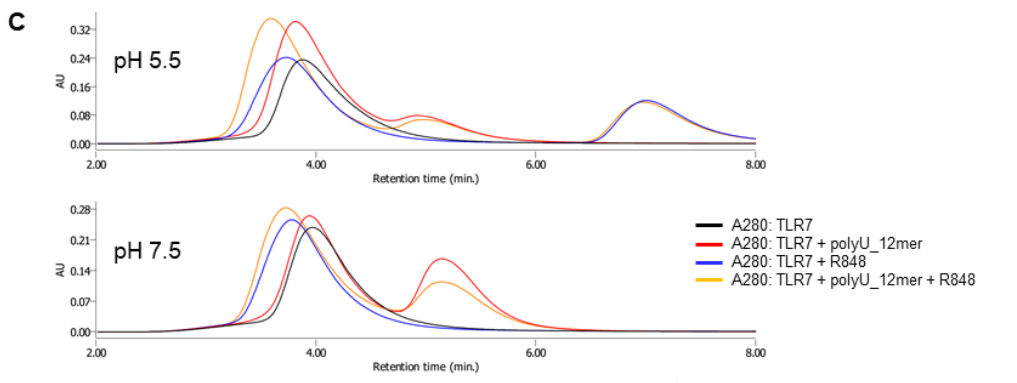 C
0.32
0.24
0.16
0.08
0.00
AU
pH 5.5
2.00 4.00 6.00 8.00
Retention time (min.)
0.28
0.21
0.14
0.07
0.00
AU
pH 7.5
2.00 4.00 6.00 8.00
Retention time (min.)
A280: TLR7
A280: TLR7 + polyU_12mer
A280: TLR7 + R848
A280: TLR7 + polyU_12mer + R848